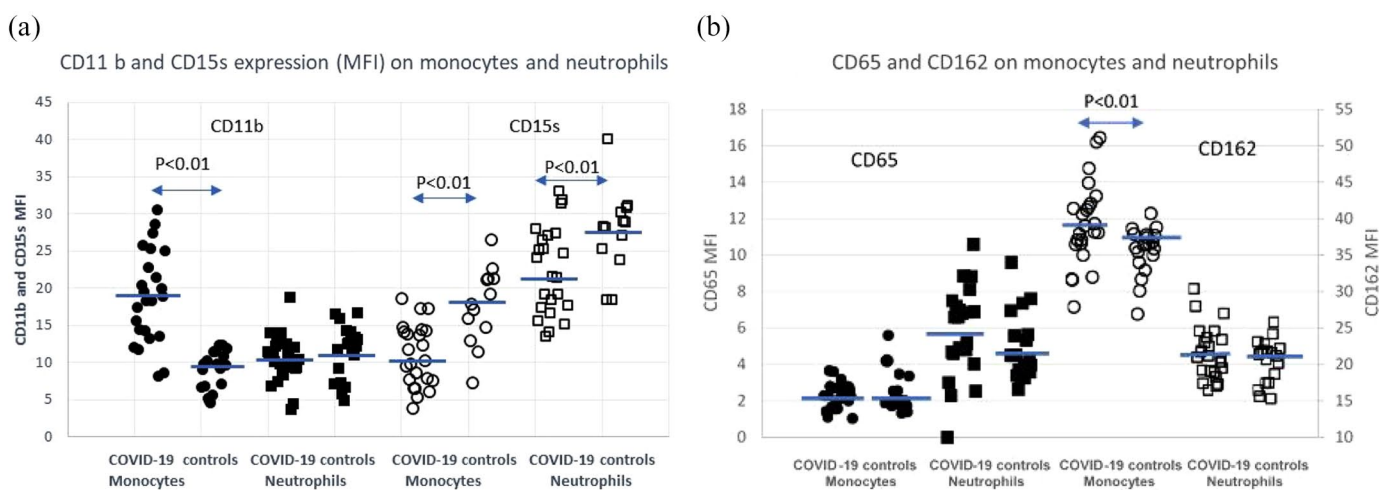 (a)
CD11 b and CD15s expression (MFI) on monocytes and neutrophils
CD11b and CD15s MFI
45
40
35
30
25
20
15
10
5
0
CD11b
CD15s
P<0.01
P<0.01
P<0.01
COVID-19 controls COVID-19 controls COVID-19 controls COVID-19 controls
Monocytes Neutrophils Monocytes Neutrophils
(b)
CD65 and CD162 on monocytes and neutrophils
CD65 MFI
18
16
14
12
10
8
6
4
2
0
P<0.01
CD65
CD162
55
50
45
40
35
30
25
20
15
10
CD162 MFI
COVID-19 controls COVID-19 controls COVID-19 controls COVID-19 controls
Monocytes Neutrophils Monocytes Neutrophils